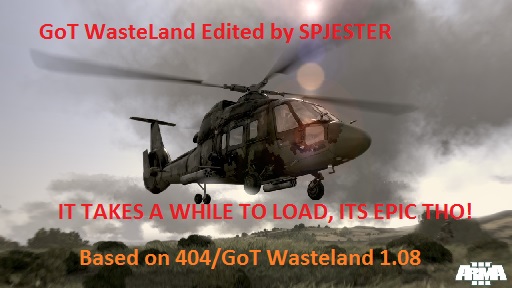 GoT WasteLand Edited by SPJESTER
IT TAKES A WHILE TO LOAD, ITS EPIC THO!
Based on 404/GoT Wasteland 1.08
ARMA
III